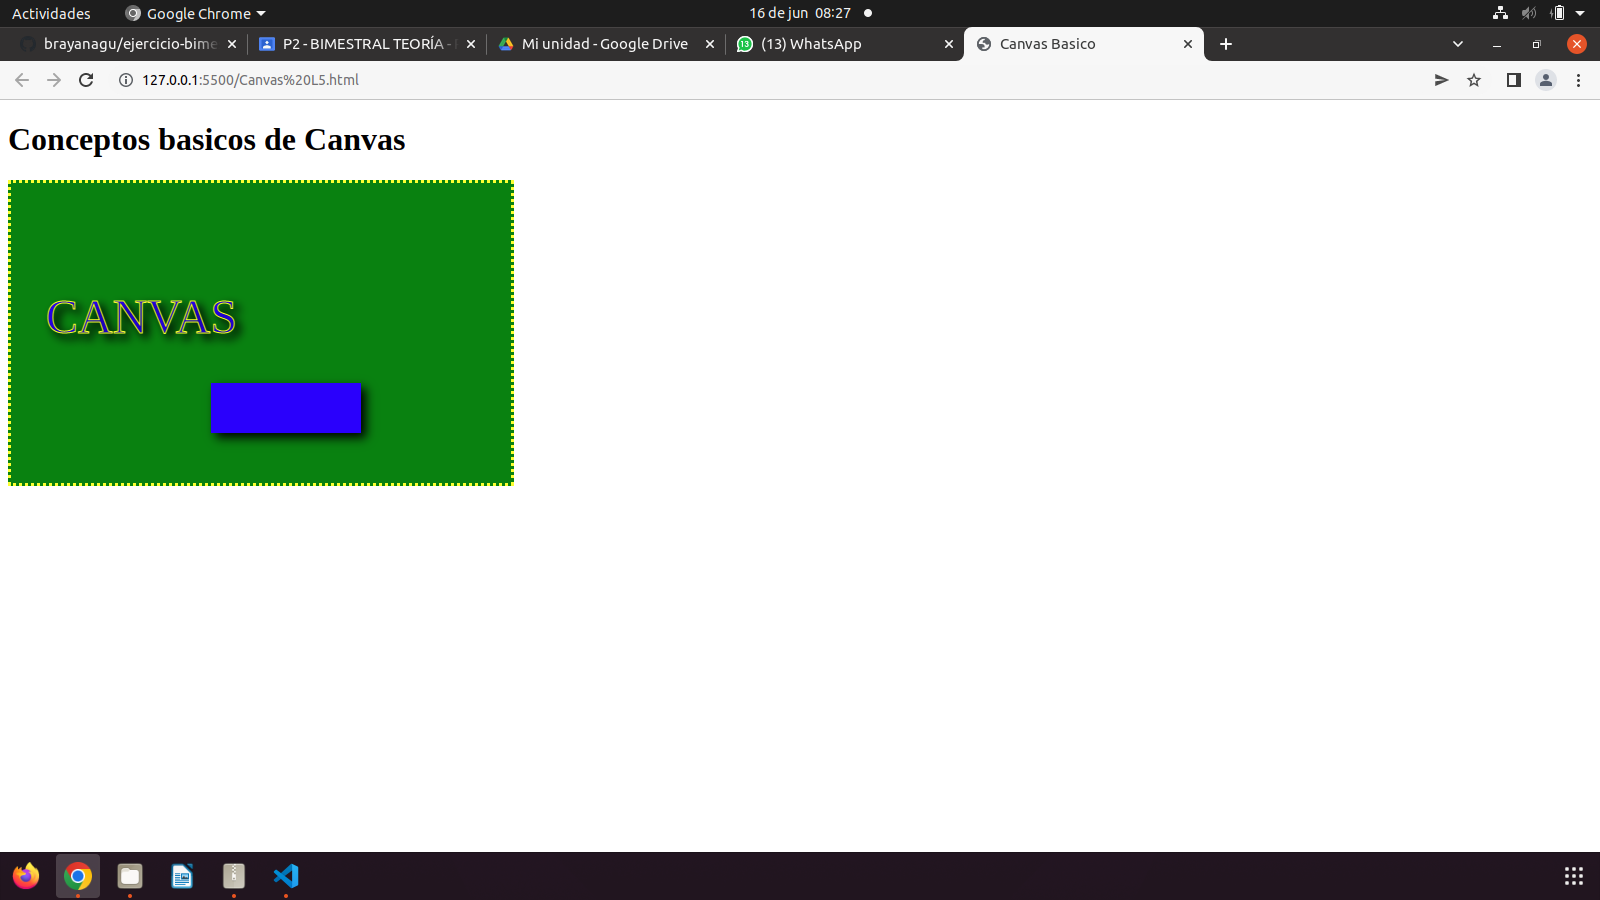 Actividades
Google Chrome
16 de jun 08:27
brayanagu/ejercicio-bime
P2 - BIMESTRAL TEORÍA -
Mi unidad - Google Drive
13
(13) WhatsApp
Canvas Basico
127.0.0.1:5500/Canvas%20L5.html
Conceptos basicos de Canvas
CANVAS